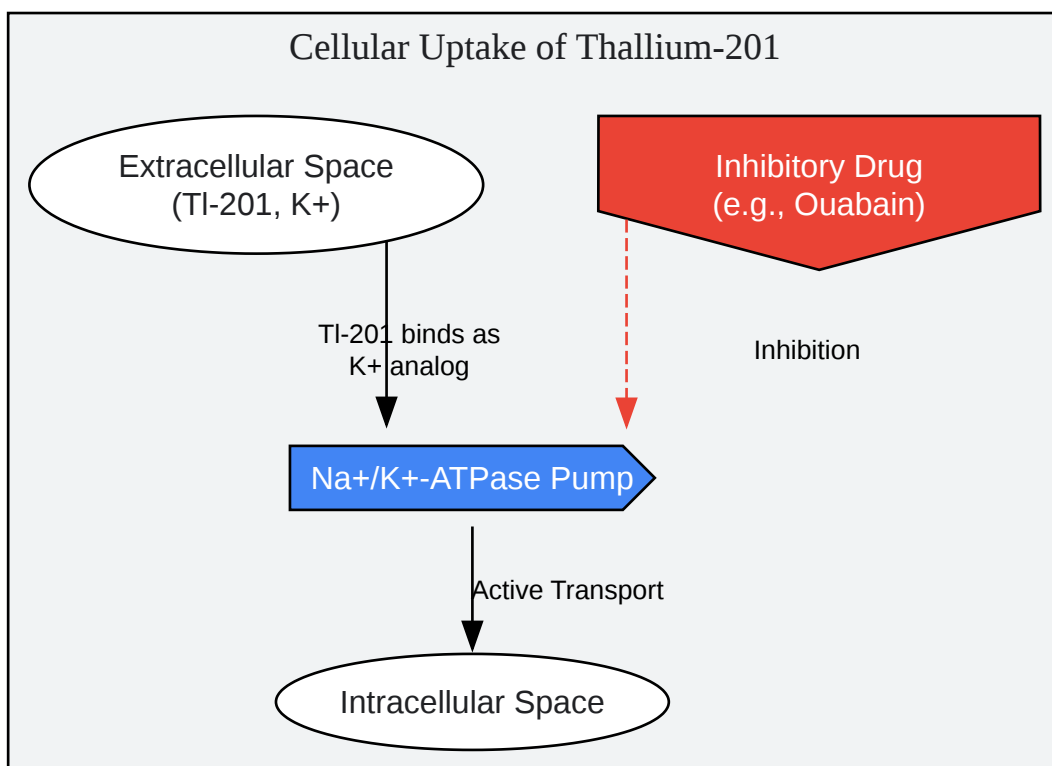 Cellular Uptake of Thallium-201
Extracellular Space
(Tl-201, K+)
Inhibitory Drug
(e.g., Ouabain)
Tl-201 binds as
K+ analog
Inhibition
Na+/K+-ATPase Pump
Active Transport
Intracellular Space